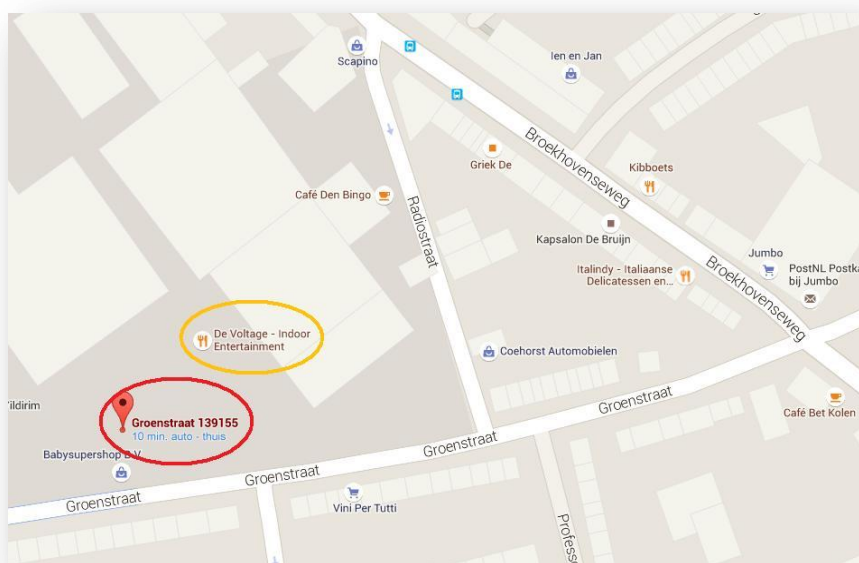 Scapino
Ien en Jan
Broekhovenseweg
Griek De
Kibboets
Café Den Bingo
Radiostraat
Kapsalon De Bruijn
Italindy - Italiaanse
Delicatessen en...
Jumbo
PostNL Postka
bij Jumbo
Broekhovenseweg
De Voltage - Indoor
Entertainment
Coehorst Automobielen
Yildirim
Groenstraat 139155
10 min. auto - thuis
Groenstraat
Café Bet Kolen
Babysupershop B.V.
Groenstraat
Groenstraat
Groenstraat
Vini Per Tutti
Profess